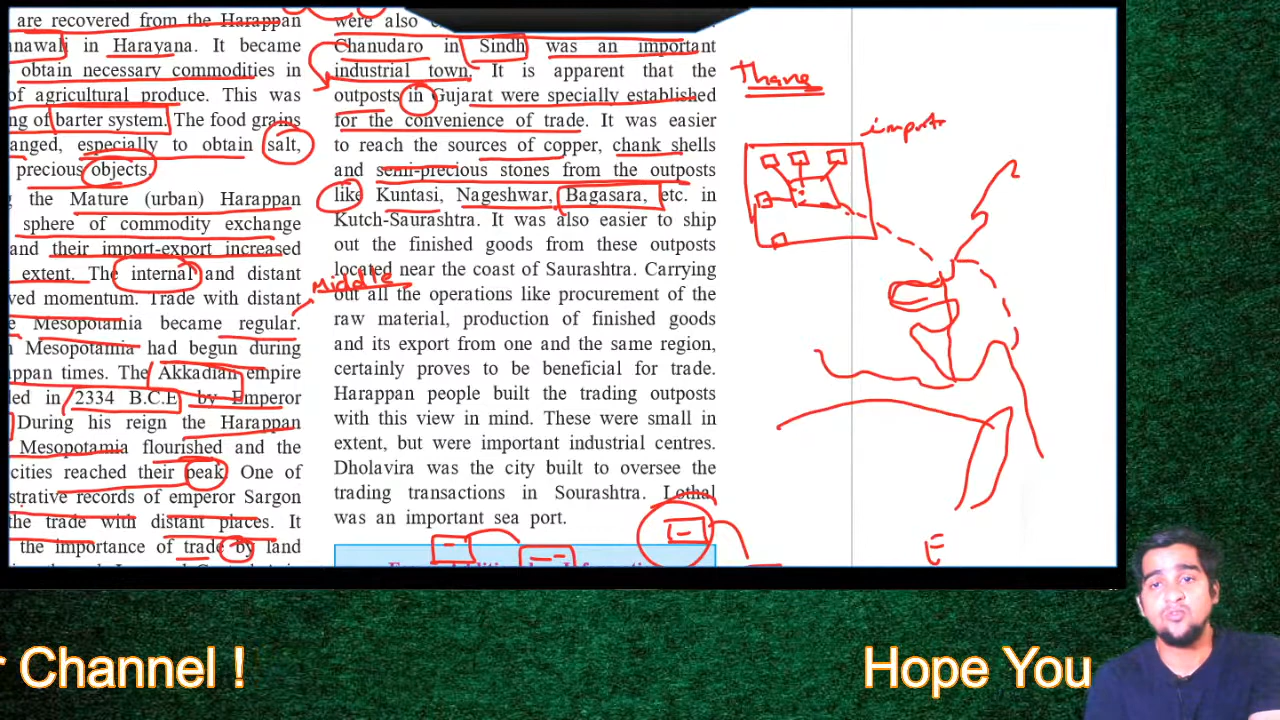 are recovered from the Harappan
nawali in Harayana. It became
obtain necessary commodities in
of agricultural produce. This was
ng of barter system. The food grains
anged, especially to obtain salt,
precious objects.
g the Mature (urban) Harappan
sphere of commodity exchange
and their import-export increased
extent. The internal and distant
ved momentum. Trade with distant
e Mesopotamia became regular.
Mesopotamia had begun during
ppan times. The Akkadian empire
led in 2334 B.C.E by Emperor
During his reign the Harappan
Mesopotamia flourished and the
cities reached their peak. One of
strative records of emperor Sargon
the trade with distant places. It
the importance of trade by land
Middle
were also
Chanudaro in Sindh was an important
industrial town. It is apparent that the
outposts in Gujarat were specially established
for the convenience of trade. It was easier
to reach the sources of copper, chank shells
and semi-precious stones from the outposts
like Kuntasi, Nageshwar, Bagasara, etc. in
Kutch-Saurashtra. It was also easier to ship
out the finished goods from these outposts
located near the coast of Saurashtra. Carrying
out all the operations like procurement of the
raw material, production of finished goods
and its export from one and the same region,
certainly proves to be beneficial for trade.
Harappan people built the trading outposts
with this view in mind. These were small in
extent, but were important industrial centres.
Dholavira was the city built to oversee the
trading transactions in Sourashtra. Lothal
was an important sea port.
Thane
import
E
r Channel !
Hope You